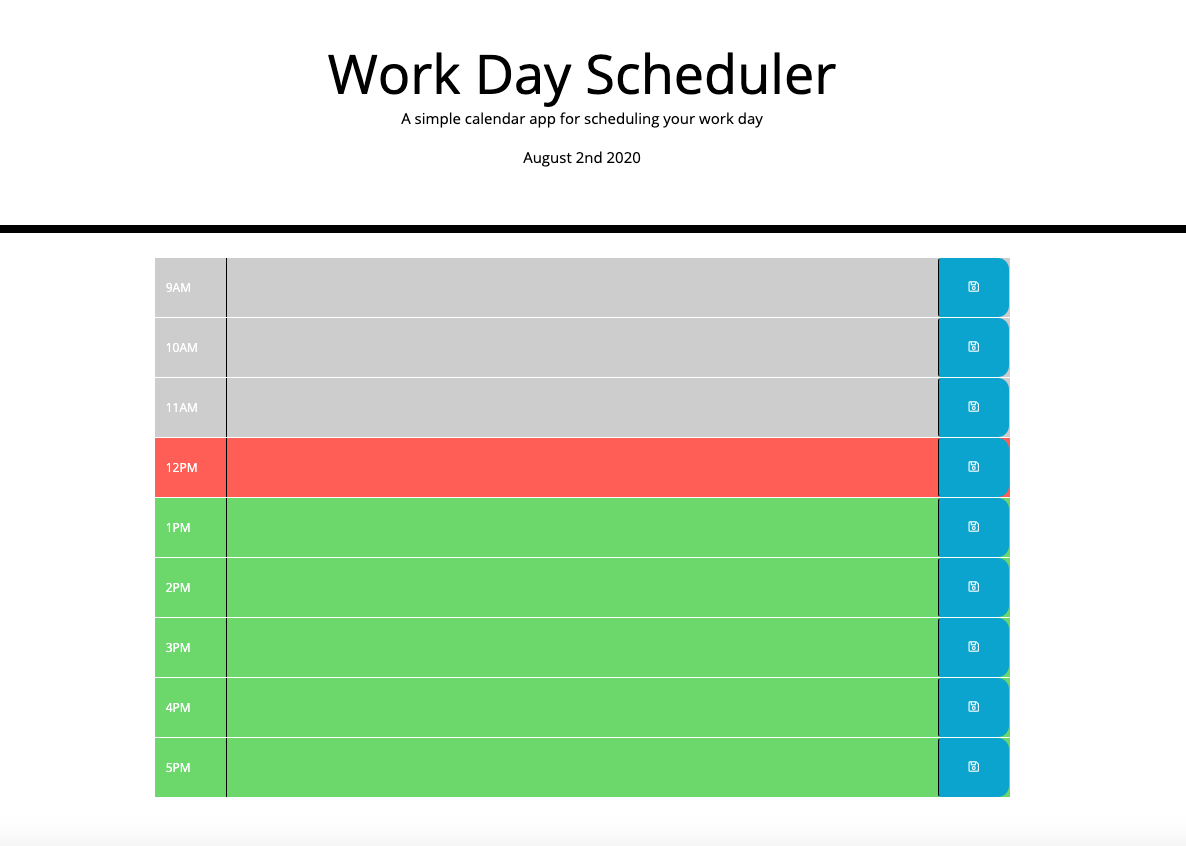 Work Day Scheduler
A simple calendar app for scheduling your work day
August 2nd 2020
9AM
10AM
11AM
12PM
1PM
2PM
3PM
4PM
5PM